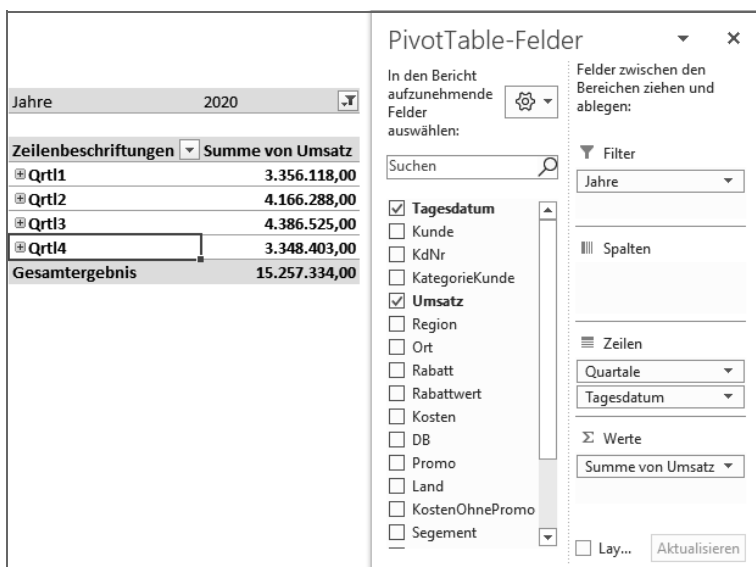 Jahre 2020
Zeilenbeschriftungen Summe von Umsatz
Qrtl1 3.356.118,00
Qrtl2 4.166.288,00
Qrtl3 4.386.525,00
Qrtl4 3.348.403,00
Gesamtergebnis 15.257.334,00
PivotTable-Felder
In den Bericht
aufzunehmende
Felder
auswählen:
Suchen
Tagesdatum
Kunde
KdNr
KategorieKunde
Umsatz
Region
Ort
Rabatt
Rabattwert
Kosten
DB
Promo
Land
KostenOhnePromo
Segement
Felder zwischen den
Bereichen ziehen und
ablegen:
Filter
Jahre
Spalten
Zeilen
Quartale
Tagesdatum
Σ Werte
Summe von Umsatz
Lay...
Aktualisieren